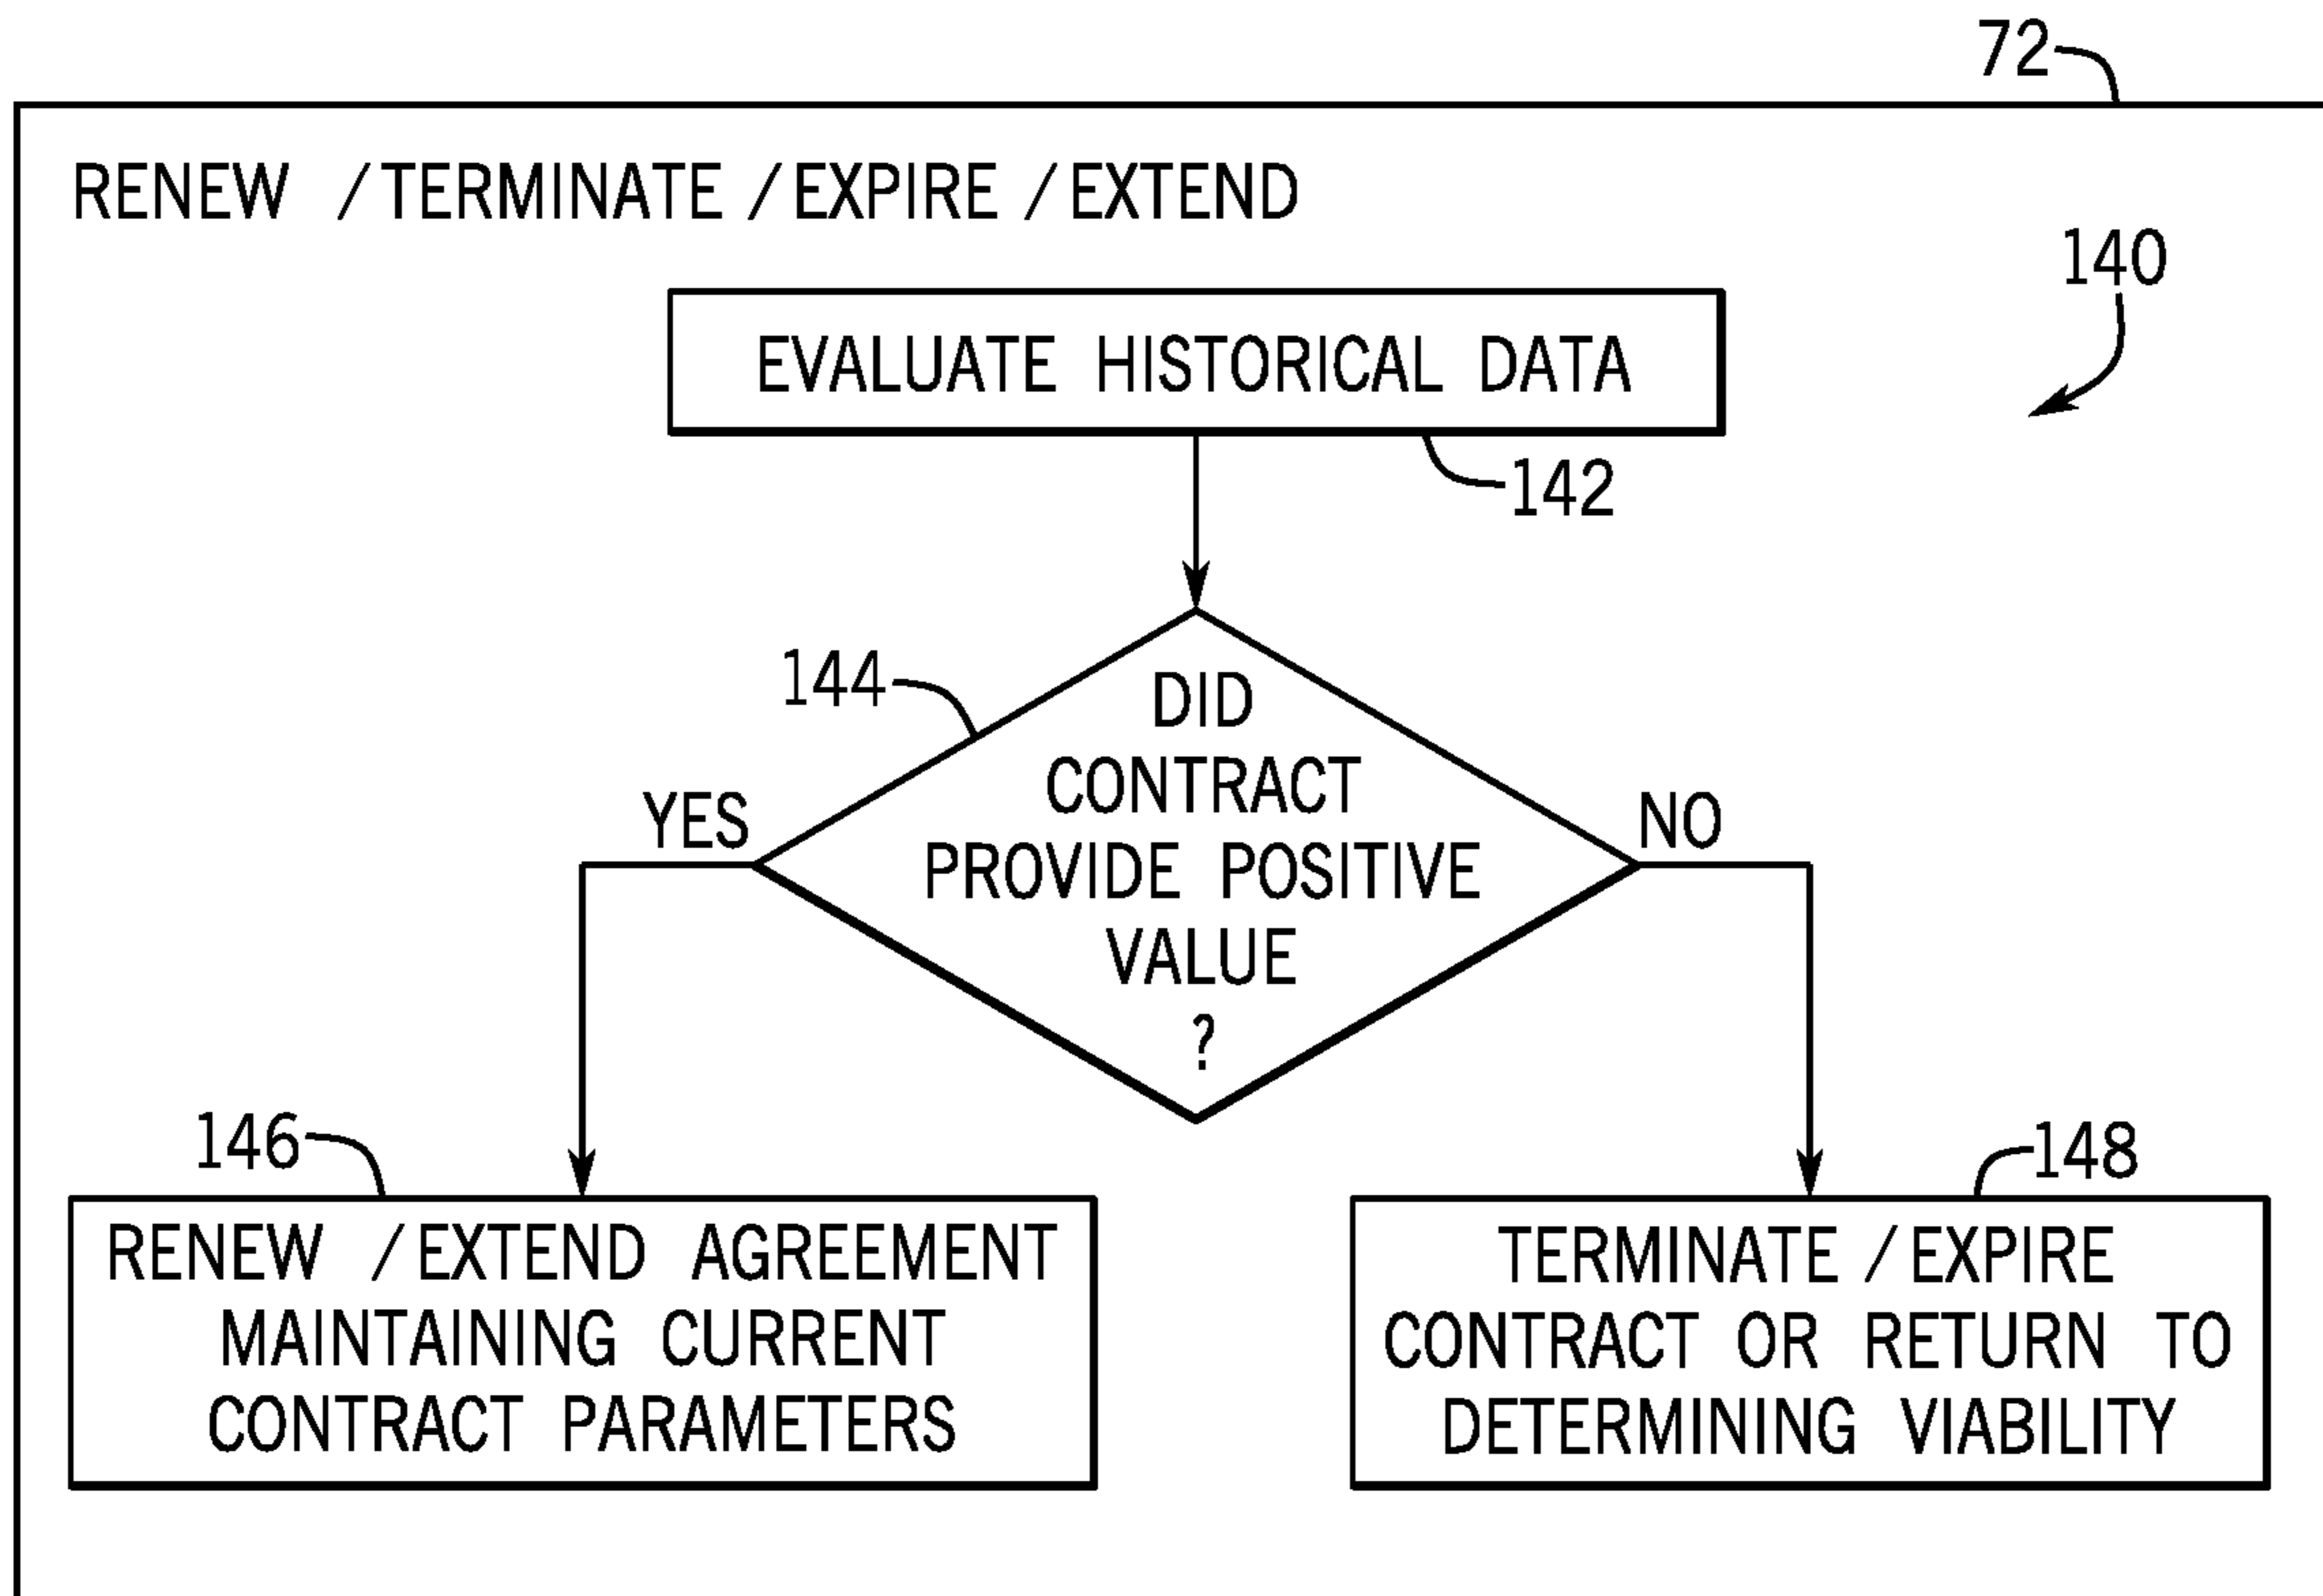 72
RENEW / TERMINATE / EXPIRE / EXTEND
140
EVALUATE HISTORICAL DATA
142
144
DID
CONTRACT
PROVIDE POSITIVE
VALUE
?
YES
NO
146
148
RENEW / EXTEND AGREEMENT
MAINTAINING CURRENT
CONTRACT PARAMETERS
TERMINATE / EXPIRE
CONTRACT OR RETURN TO
DETERMINING VIABILITY